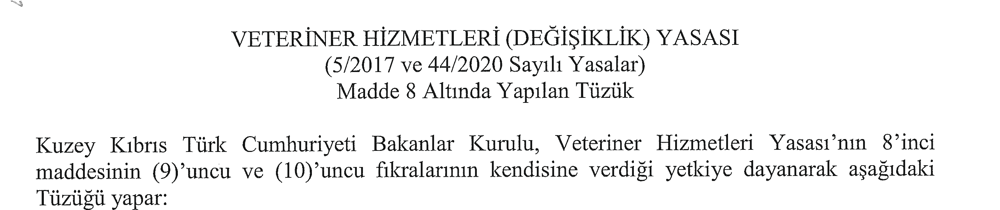 VETERİNER HİZMETLERİ (DEĞİŞİKLİK) YASASI
(5/2017 ve 44/2020 Sayılı Yasalar)
Madde 8 Altında Yapılan Tüzük
Kuzey Kıbrıs Türk Cumhuriyeti Bakanlar Kurulu, Veteriner Hizmetleri Yasası’nın 8’inci
maddesinin (9)’uncu ve (10)’uncu fıkralarının kendisine verdiği yetkiye dayanarak aşağıdaki
Tüzüğü yapar: